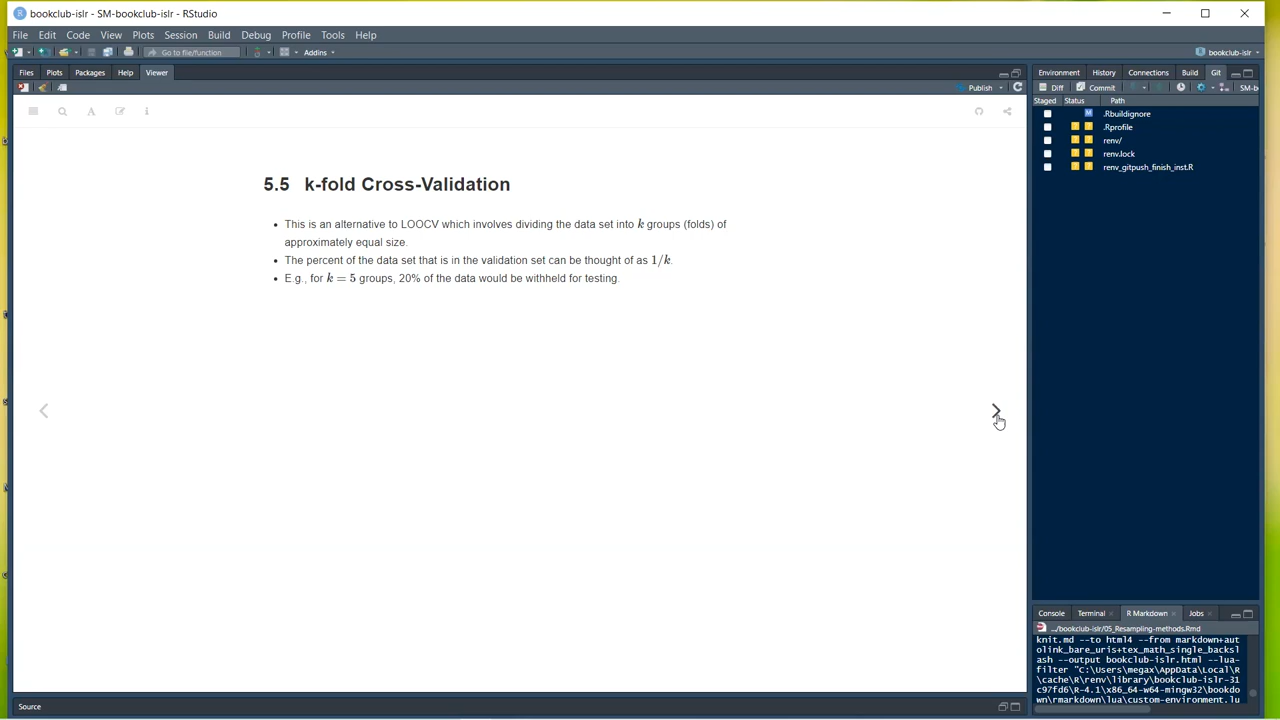 bookclub-islr - SM-bookclub-islr - RStudio
File Edit Code View Plots Session Build Debug Profile Tools Help
Go to file/function Addins bookclub-islr
Files Plots Packages Help Viewer
Publish
5.5 k-fold Cross-Validation
• This is an alternative to LOOCV which involves dividing the data set into k groups (folds) of
approximately equal size.
• The percent of the data set that is in the validation set can be thought of as 1/k.
• E.g., for k = 5 groups, 20% of the data would be withheld for testing.
Source
Environment History Connections Build Git
Diff Commit SM-b
Staged Status Path
M .Rbuildignore
? ? .Rprofile
? ? renv/
? ? renv.lock
? ? renv_gitpush_finish_inst.R
Console Terminal R Markdown Jobs
.../bookclub-islr/05_Resampling-methods.Rmd
knit.md --to html4 --from markdown+aut
olink_bare_uris+tex_math_single_backsl
ash --output bookclub-islr.html --lua-
filter "C:\Users\megax\AppData\Local\R
\cache\R\renv\library\bookclub-islr-31
c97fd6\R-4.1\x86_64-w64-mingw32\bookdo
wn\rmarkdown\lua\custom-environment.lu